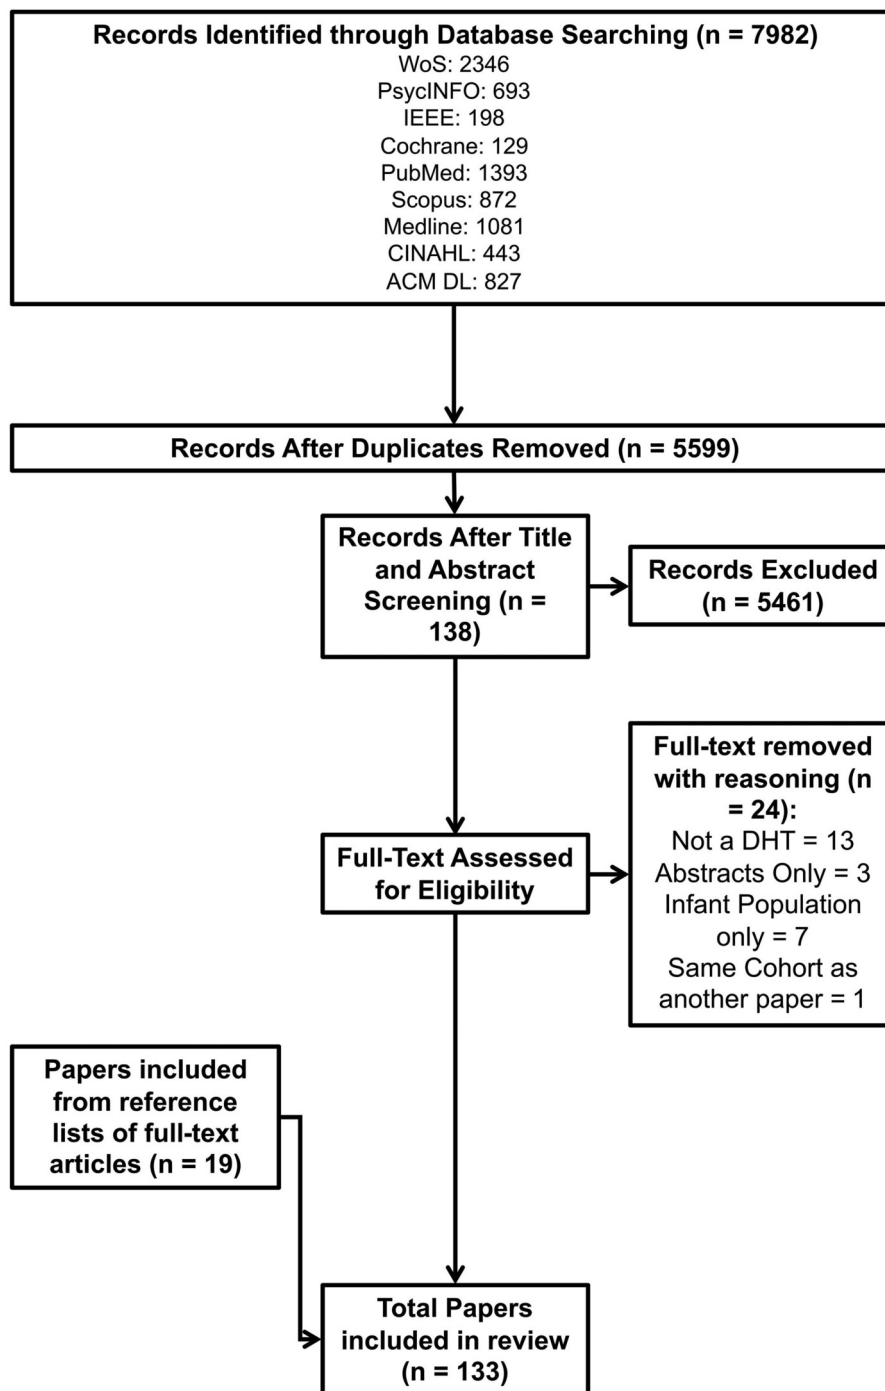 Records Identified through Database Searching (n = 7982)
WoS: 2346
PsycINFO: 693
IEEE: 198
Cochrane: 129
PubMed: 1393
Scopus: 872
Medline: 1081
CINAHL: 443
ACM DL: 827
Records After Duplicates Removed (n = 5599)
Records After Title
and Abstract
Screening (n =
138)
Records Excluded
(n = 5461)
Full-text removed
with reasoning (n
= 24):
Not a DHT = 13
Abstracts Only = 3
Infant Population
only = 7
Same Cohort as
another paper = 1
Full-Text Assessed
for Eligibility
Papers included
from reference
lists of full-text
articles (n = 19)
Total Papers
included in review
(n = 133)